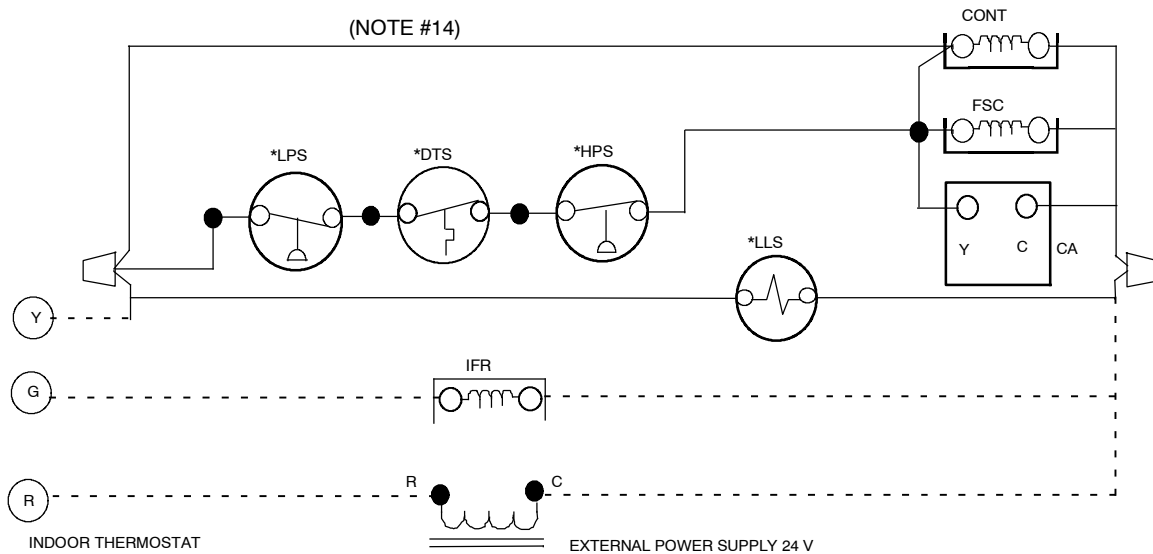 (NOTE #14)
CONT
FSC
*LPS
*DTS
*HPS
*LLS
Y
C
CA
Y
IFR
G
R
C
R
INDOOR THERMOSTAT
EXTERNAL POWER SUPPLY 24 V